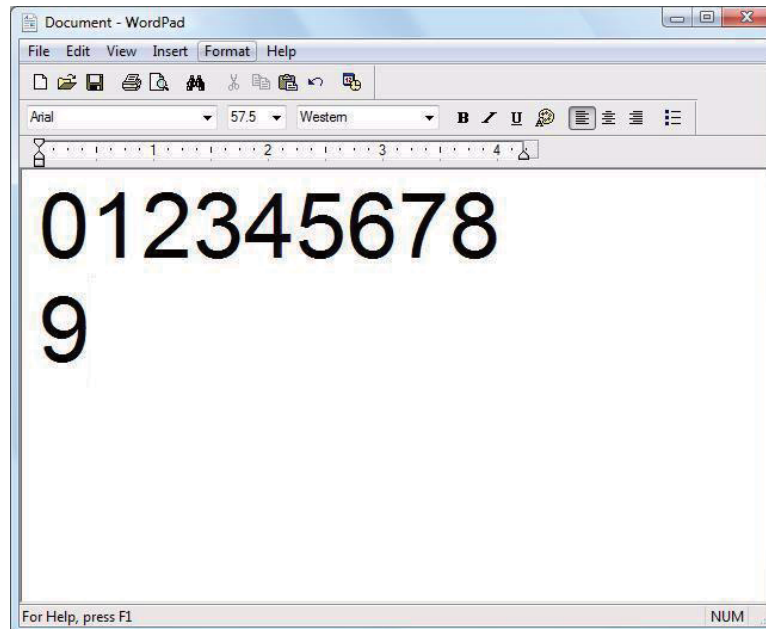 Document - WordPad
File Edit View Insert Format Help
Arial 57.5 Western B / U
1 2 3 4
012345678
9
For Help, press F1 NUM